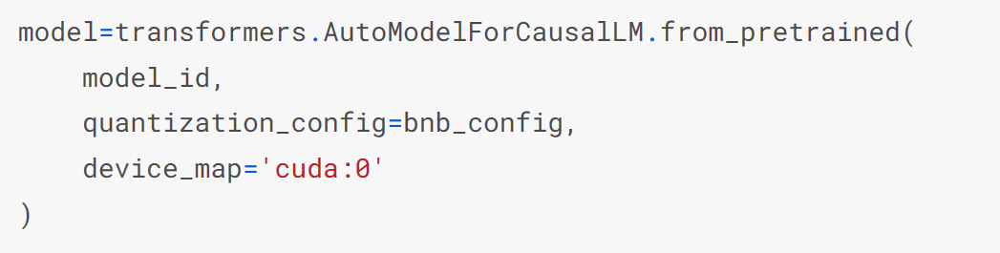 model=transformers.AutoModelForCausalLM.from_pretrained(
    model_id,
    quantization_config=bnb_config,
    device_map='cuda:0'
)